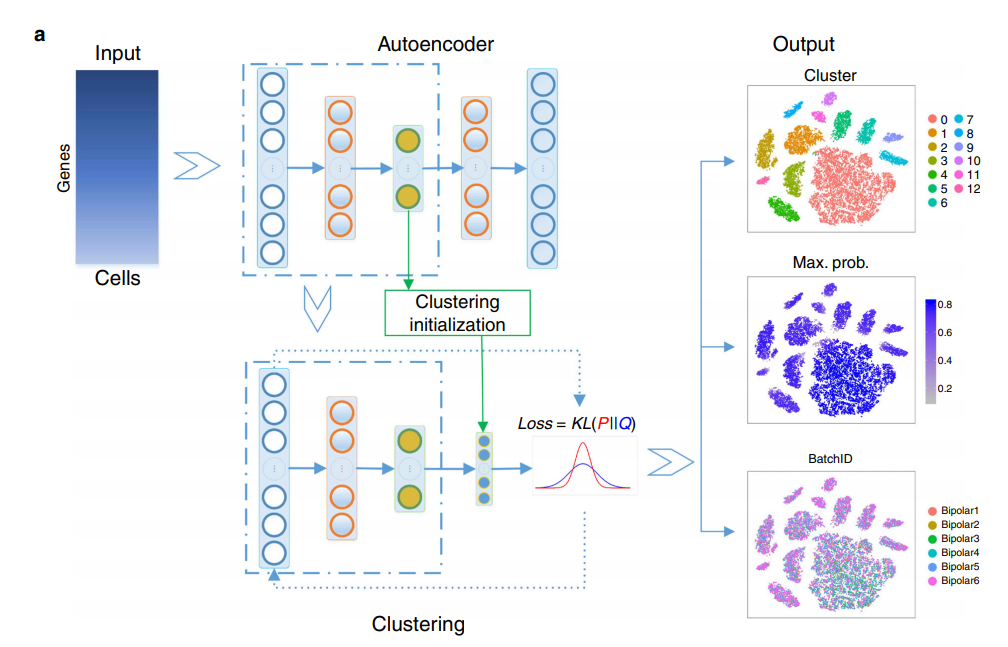 a
Input
Autoencoder
Output
Genes
Cells
Clustering
initialization
Loss = KL(P||Q)
Clustering
Cluster
0 7
1 8
2 9
3 10
4 11
5 12
6
Max. prob.
0.8
0.6
0.4
0.2
BatchID
Bipolar1
Bipolar2
Bipolar3
Bipolar4
Bipolar5
Bipolar6